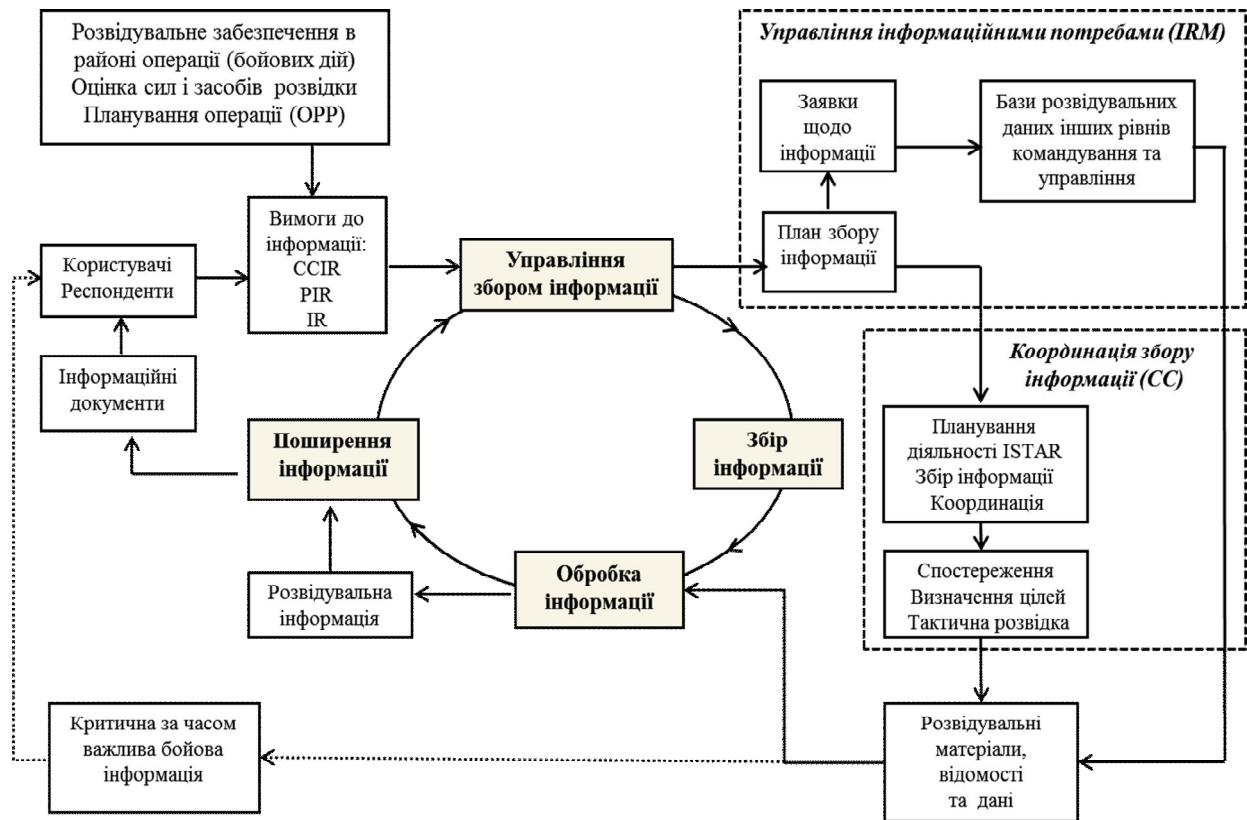 Розвідувальне забезпечення в
районі операції (бойових дій)
Оцінка сил і засобів розвідки
Планування операції (OPP)
Управління інформаційними потребами (IRM)
Заявки
щодо
інформації
Бази розвідувальних
даних інших рівнів
командування та
управління
План збору
інформації
Вимоги до
інформації:
CCIR
PIR
IR
Користувачі
Респонденти
Управління
збором інформації
Інформаційні
документи
Координація збору
інформації (CC)
Поширення
інформації
Збір
інформації
Планування
діяльності ISTAR
Збір інформації
Координація
Обробка
інформації
Розвідувальна
інформація
Спостереження
Визначення цілей
Тактична розвідка
Критична за часом
важлива бойова
інформація
Розвідувальні
матеріали,
відомості
та дані